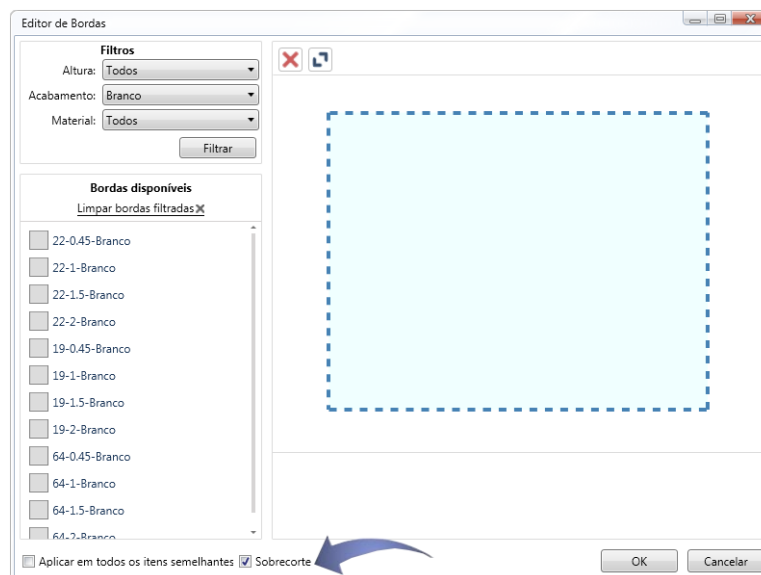 Editor de Bordas
Filtros
Altura: Todos
Acabamento: Branco
Material: Todos
Filtrar
Bordas disponíveis
Limpar bordas filtradas
22-0.45-Branco
22-1-Branco
22-1.5-Branco
22-2-Branco
19-0.45-Branco
19-1-Branco
19-1.5-Branco
19-2-Branco
64-0.45-Branco
64-1-Branco
64-1.5-Branco
64-2-Branco
Aplicar em todos os itens semelhantes Sobrecorte
OK Cancelar